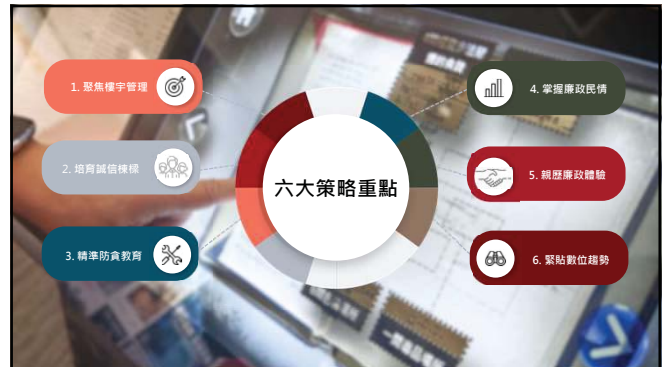 六大策略重點
1. 聚焦樓宇管理
2. 培育誠信棟樑
3. 精準防貪教育
4. 掌握廉政民情
5. 親歷廉政體驗
6. 緊貼數位趨勢